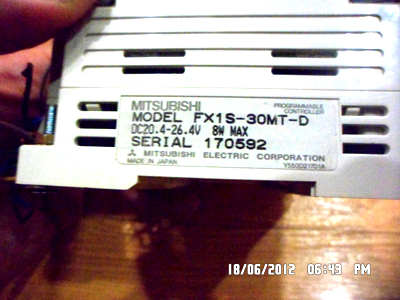 MITSUBISHI
PROGRAMMABLE
CONTROLLER
MODEL FX1S-30MT-D
DC20.4-26.4V 8W MAX
SERIAL 170592
MITSUBISHI ELECTRIC CORPORATION
MADE IN JAPAN
Y550D21701A
18/06/2012 06:43 PM